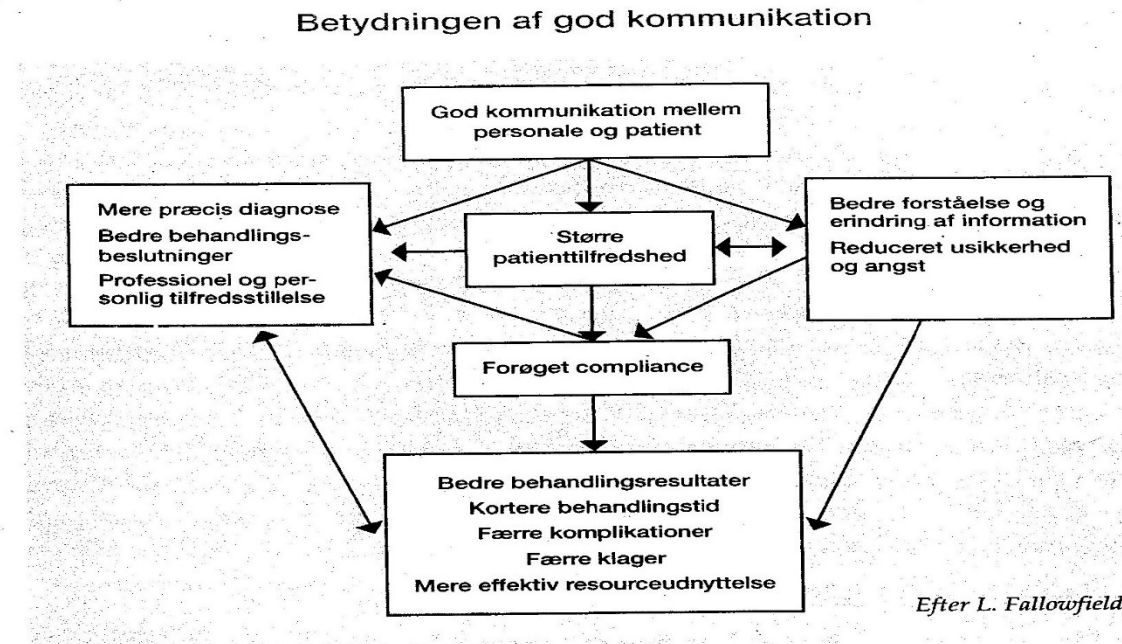 Betydningen af god kommunikation
God kommunikation mellem
personale og patient
Mere præcis diagnose
Bedre behandlings-
beslutninger
Professionel og per-
sonlig tilfredsstillelse
Større
patienttilfredshed
Bedre forståelse og
erindring af information
Reduceret usikkerhed
og angst
Forøget compliance
Bedre behandlingsresultater
Kortere behandlingstid
Færre komplikationer
Færre klager
Mere effektiv resourceudnyttelse
Efter L. Fallowfield